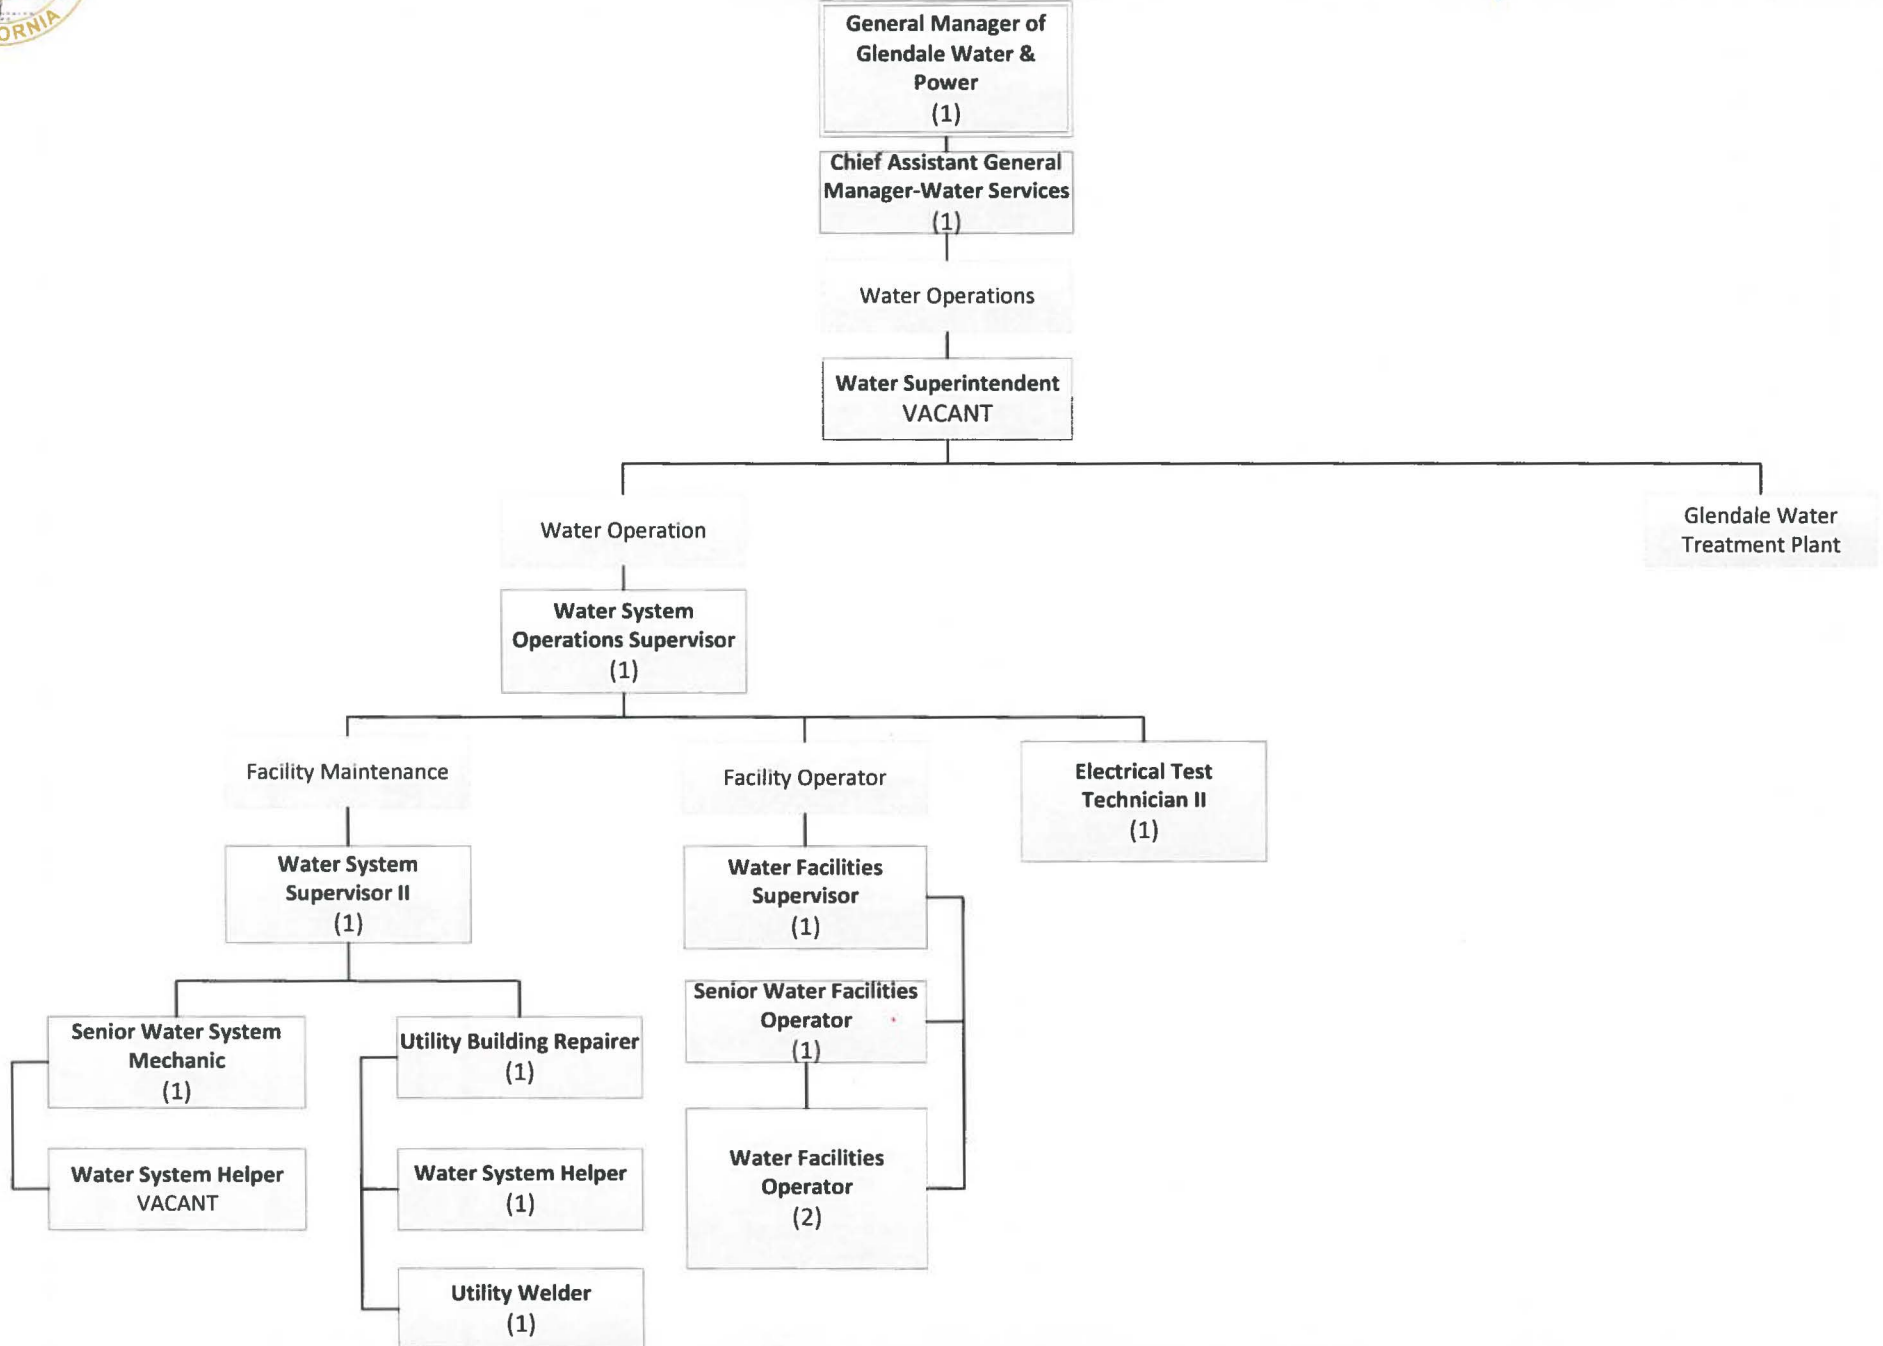 ORNIA
General Manager of
Glendale Water &
Power
(1)
Chief Assistant General
Manager-Water Services
(1)
Water Operations
Water Superintendent
VACANT
Water Operation
Glendale Water
Treatment Plant
Water System
Operations Supervisor
(1)
Facility Maintenance
Facility Operator
Electrical Test
Technician II
(1)
Water System
Supervisor II
(1)
Water Facilities
Supervisor
(1)
Senior Water System
Mechanic
(1)
Utility Building Repairer
(1)
Senior Water Facilities
Operator
(1)
Water System Helper
VACANT
Water System Helper
(1)
Water Facilities
Operator
(2)
Utility Welder
(1)